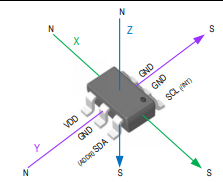 N
N
S
X
Z
GND
GND
SCL (INT)
VDD
GND
(ADDR) SDA
Y
N
S
S